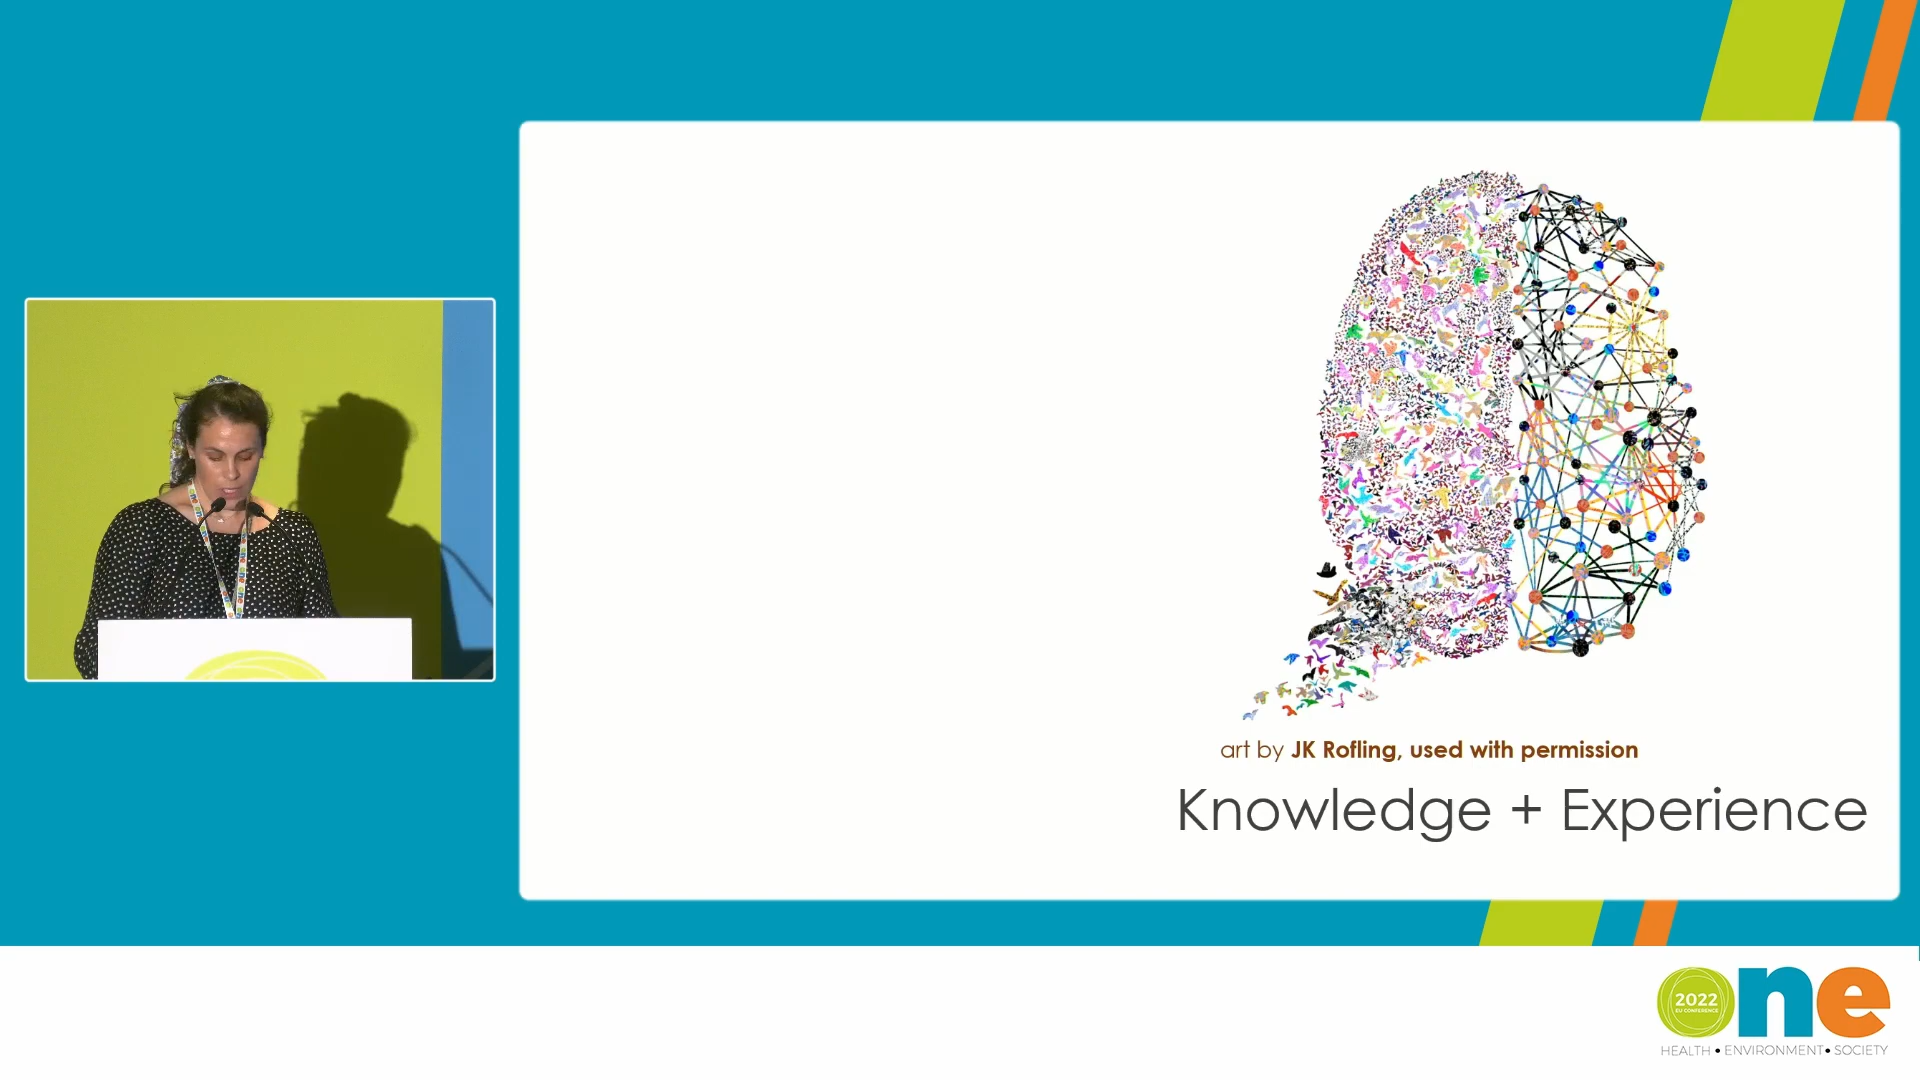 art by JK Rofling, used with permission
Knowledge + Experience
2022
EU CONFERENCE
one
HEALTH • ENVIRONMENT • SOCIETY